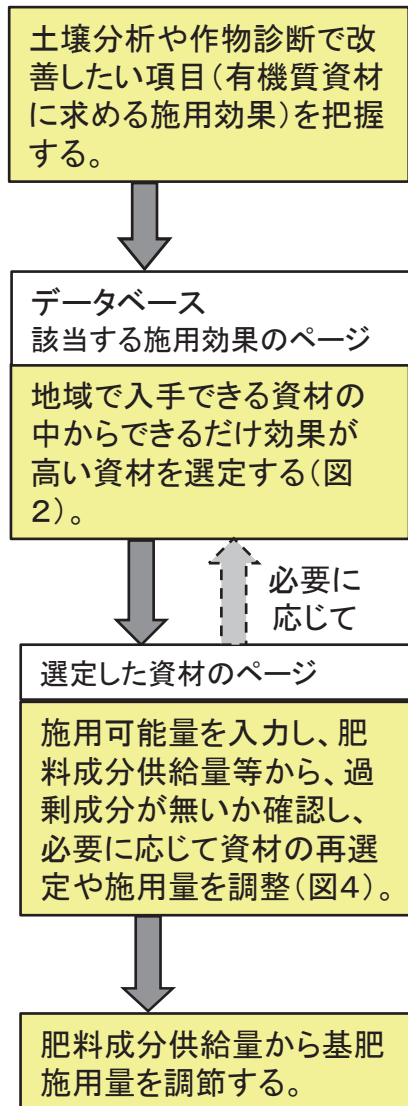 土壌分析や作物診断で改
善したい項目（有機質資材
に求める施用効果）を把握
する。
データベース
該当する施用効果のページ
地域で入手できる資材の
中からできるだけ効果が
高い資材を選定する（図
２）。
必要に
応じて
選定した資材のページ
施用可能量を入力し、肥
料成分供給量等から、過
剰成分が無いか確認し、
必要に応じて資材の再選
定や施用量を調整（図４）。
肥料成分供給量から基肥
施用量を調節する。